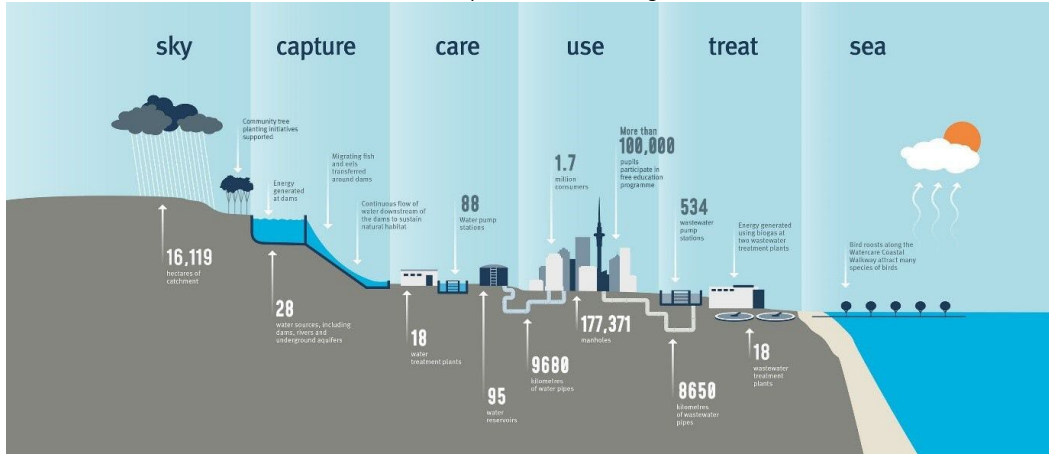 sky
capture
care
use
treat
sea
Community tree
planting initiatives
supported
Migrating fish
and eels
transferred
around dams
Energy
generated
at dams
Continuous flow of
water downstream of
the dams to sustain
natural habitat
88
Water pump
stations
1.7
million
consumers
More than
100,000
pupils
participate in
free education
programme
534
wastewater
pump
stations
Energy generated
using biogas at
two wastewater
treatment plants
Bird roosts along the
Watercare Coastal
Walkway attract many
species of birds
16,119
hectares of
catchment
28
water sources, including
dams, rivers and
underground aquifers
18
water
treatment plants
95
water
reservoirs
9680
kilometres
of water pipes
177,371
manholes
8650
kilometres
of wastewater
pipes
18
wastewater
treatment
plants